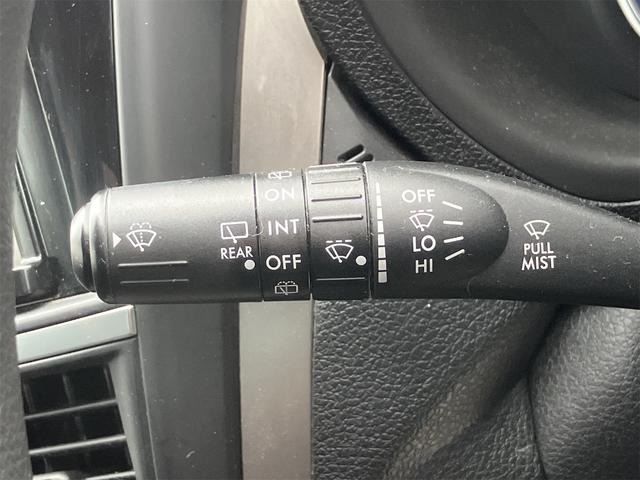 REAR
ON
INT
OFF
OFF
LO
HI
PULL
MIST